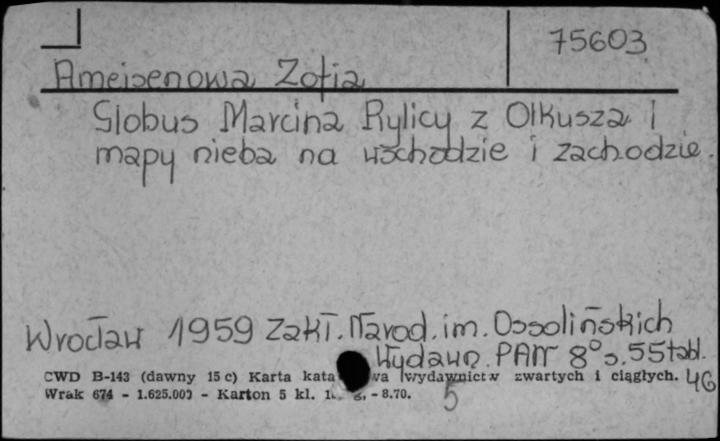 75603
Ameisenowa Zofia
Globus Marcina Bylicy z Olkusza i
mapy nieba na wschodzie i zachodzie.
Wrocław 1959 Zakł. Narod. im. Ossolińskich
Wydawn. PAN 8° s. 55 tabl.
46
CWD B-143 (dawny 15 c) Karta kata wa wydawnictw zwartych i ciągłych.
Wrak 674 - 1.625.000 - Karton 5 kl. g. - 8.70.
5